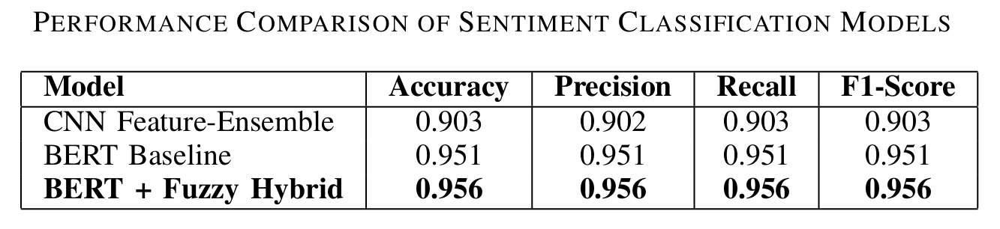 PERFORMANCE COMPARISON OF SENTIMENT CLASSIFICATION MODELS
Model Accuracy Precision Recall F1-Score
CNN Feature-Ensemble 0.903 0.902 0.903 0.903
BERT Baseline 0.951 0.951 0.951 0.951
BERT + Fuzzy Hybrid 0.956 0.956 0.956 0.956